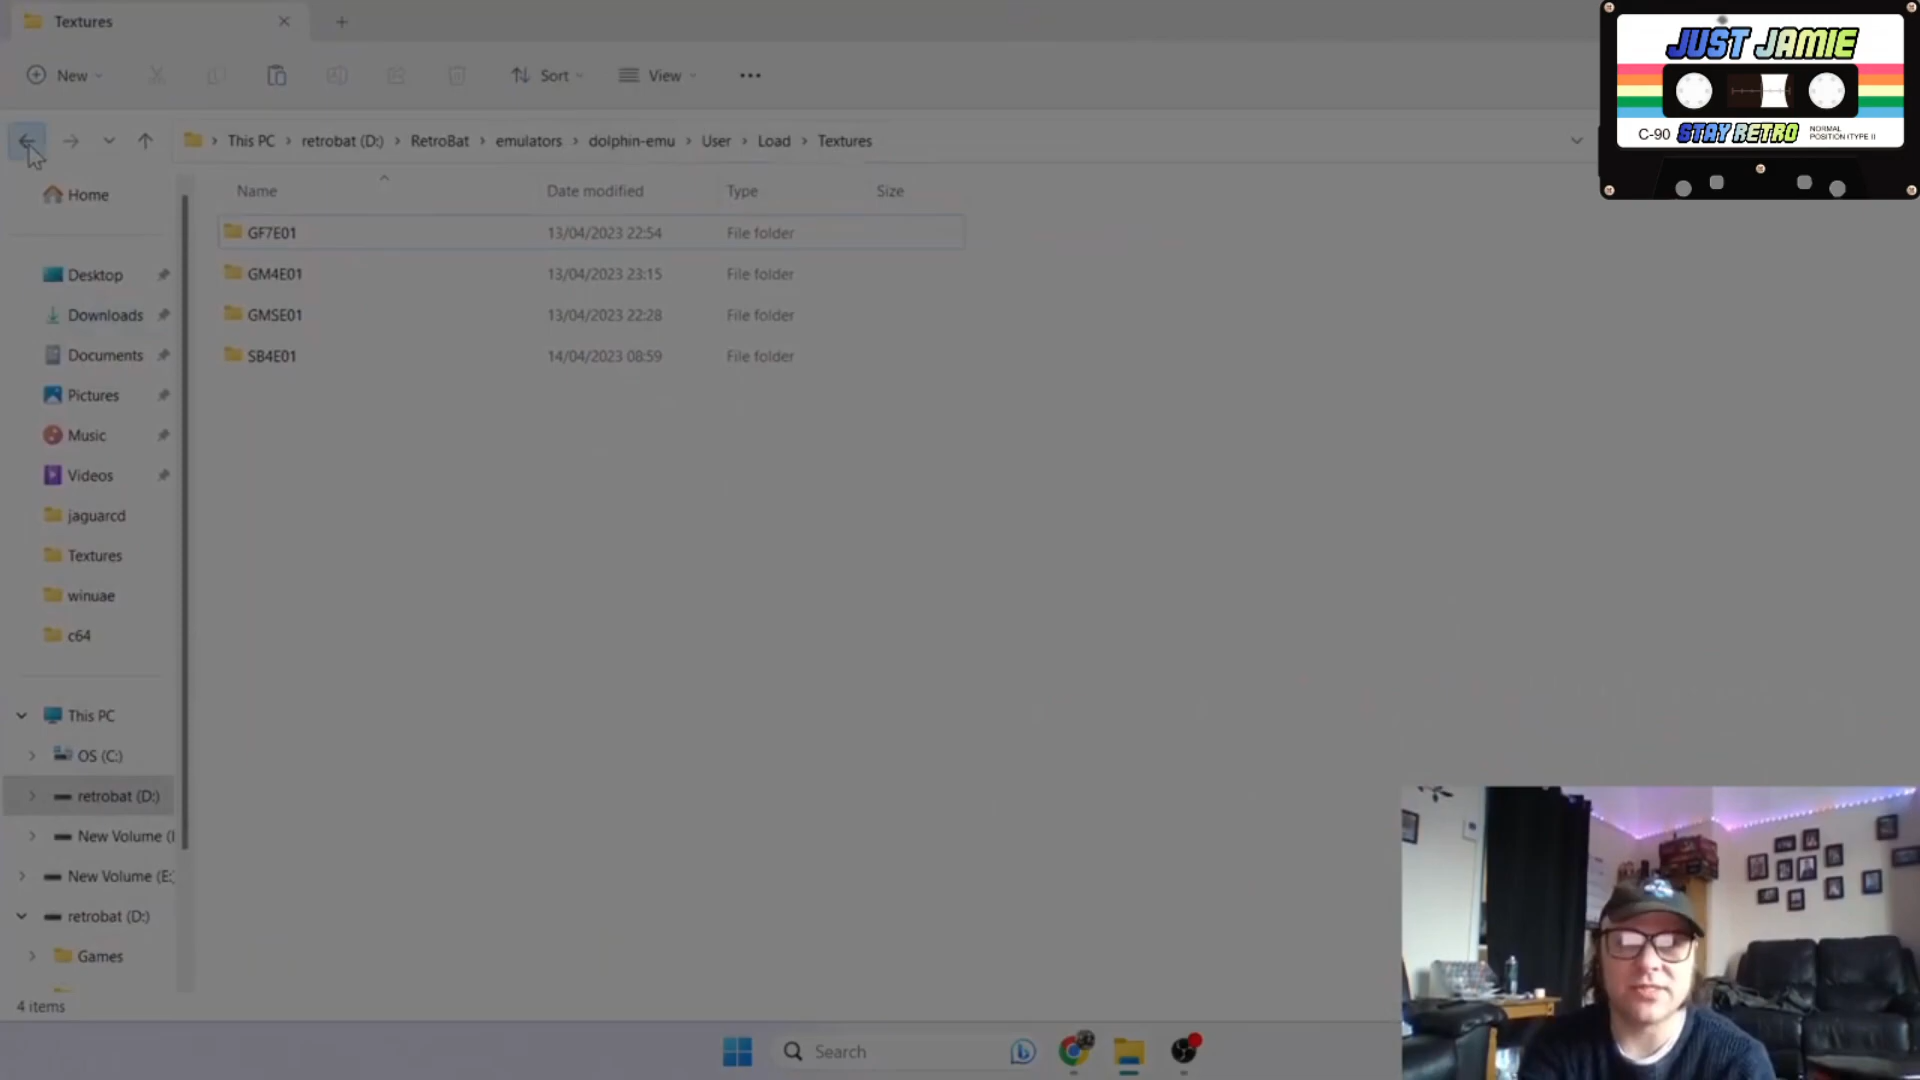 Textures
New
Sort
View
This PC
retrobat (D:)
RetroBat
emulators
dolphin-emu
User
Load
Textures
Name
Date modified
Type
Size
GF7E01 13/04/2023 22:54 File folder
GM4E01 13/04/2023 23:15 File folder
GMSE01 13/04/2023 22:28 File folder
SB4E01 14/04/2023 08:59 File folder
Home
Desktop
Downloads
Documents
Pictures
Music
Videos
jaguarcd
Textures
winuae
c64
This PC
OS (C:)
retrobat (D:)
New Volume (
New Volume (E:
retrobat (D:)
Games
4 items
Search
JUST JAMIE
C-90 STAY RETRO NORMAL
POSITION (TYPE II